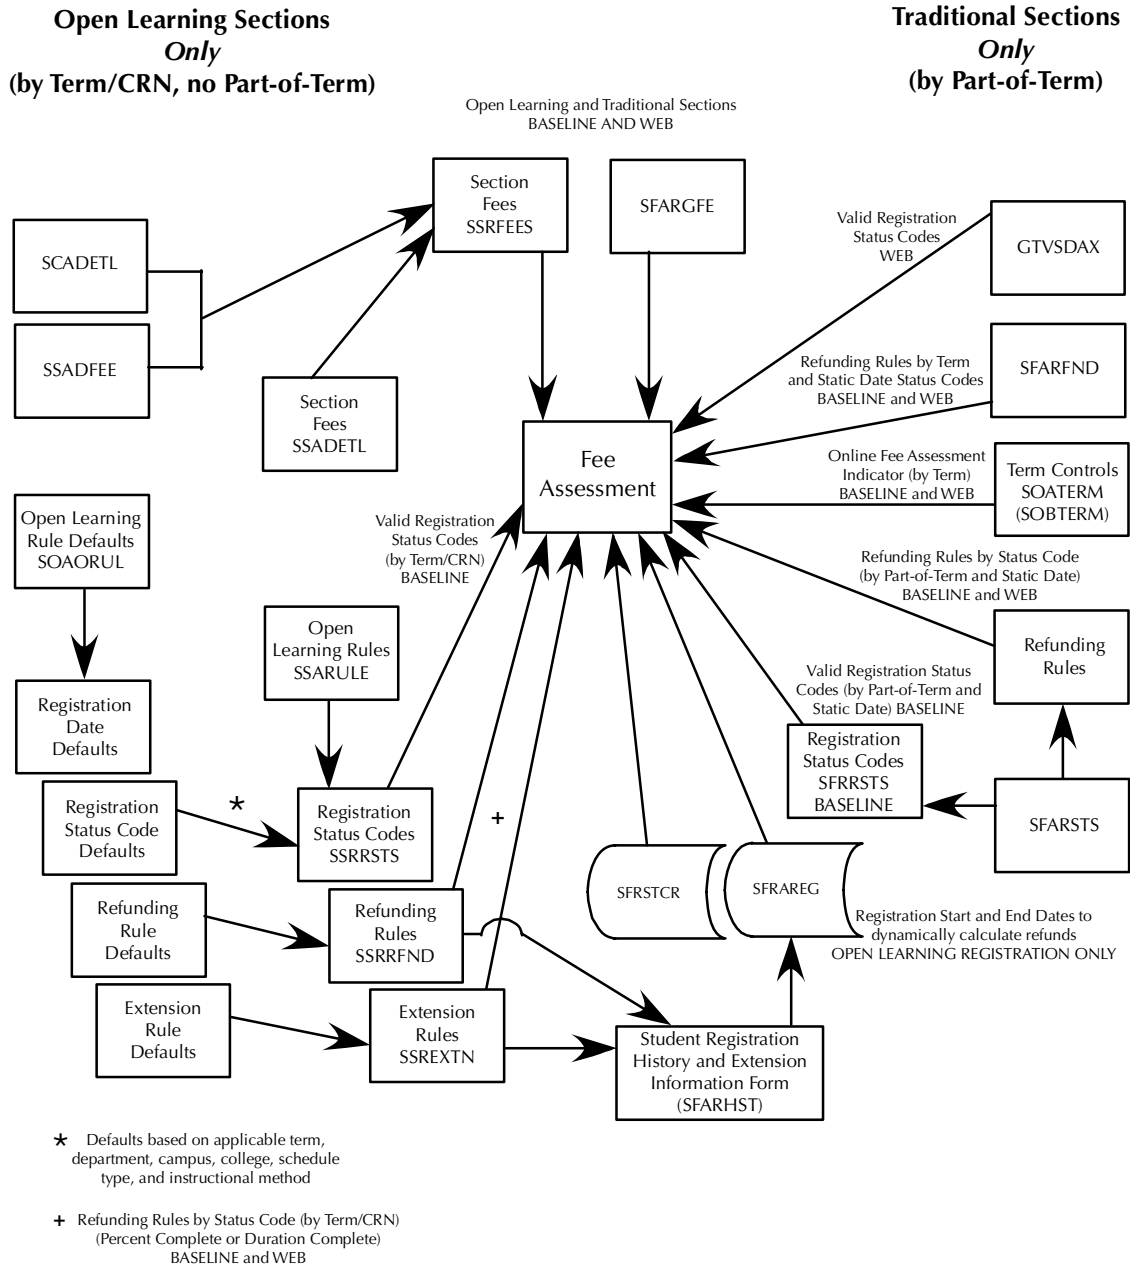 Open Learning Sections
Only
(by Term/CRN, no Part-of-Term)
Traditional Sections
Only
(by Part-of-Term)
Open Learning and Traditional Sections
BASELINE AND WEB
Section
Fees
SSRFEES
SFARGFE
Valid Registration
Status Codes
WEB
GTVSDAX
SCADETL
SSADFEE
Section
Fees
SSADETL
Refunding Rules by Term
and Static Date Status Codes
BASELINE and WEB
SFARFND
Fee
Assessment
Online Fee Assessment
Indicator (by Term)
BASELINE and WEB
Term Controls
SOATERM
(SOBTERM)
Open Learning
Rule Defaults
SOAORUL
Valid Registration
Status Codes
(by Term/CRN)
BASELINE
Refunding Rules by Status Code
(by Part-of-Term and Static Date)
BASELINE and WEB
Open
Learning Rules
SSARULE
Refunding
Rules
Valid Registration Status
Codes (by Part-of-Term and
Static Date) BASELINE
Registration
Date
Defaults
Registration
Status Codes
SFRRSTS
BASELINE
SFARSTS
Registration
Status Code
Defaults
*
Registration
Status Codes
SSRRSTS
+
SFRSTCR
SFRAREG
Refunding
Rule
Defaults
Refunding
Rules
SSRRFND
Registration Start and End Dates to
dynamically calculate refunds
OPEN LEARNING REGISTRATION ONLY
Extension
Rule
Defaults
Extension
Rules
SSREXTN
Student Registration
History and Extension
Information Form
(SFARHST)
* Defaults based on applicable term,
department, campus, college, schedule
type, and instructional method
+ Refunding Rules by Status Code (by Term/CRN)
(Percent Complete or Duration Complete)
BASELINE and WEB